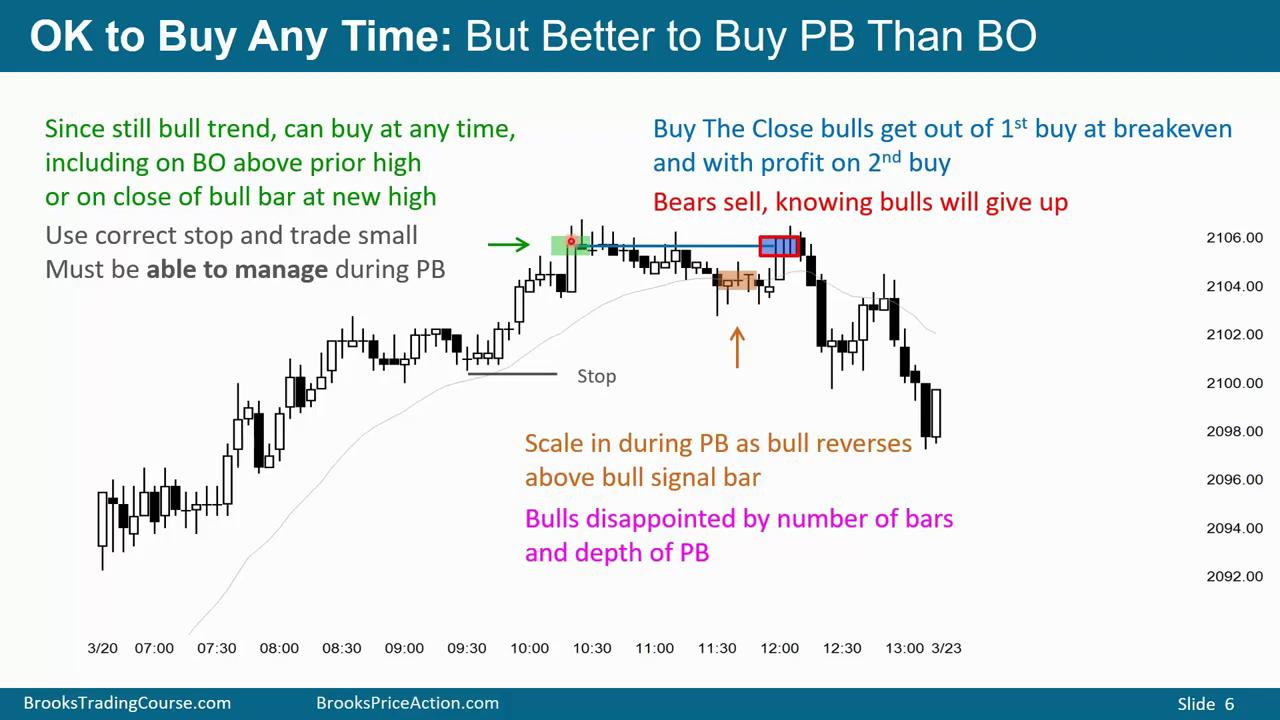 OK to Buy Any Time: But Better to Buy PB Than BO
Since still bull trend, can buy at any time,
including on BO above prior high
or on close of bull bar at new high
Use correct stop and trade small
Must be able to manage during PB
Buy The Close bulls get out of 1st buy at breakeven
and with profit on 2nd buy
Bears sell, knowing bulls will give up
Stop
Scale in during PB as bull reverses
above bull signal bar
Bulls disappointed by number of bars
and depth of PB
2106.00
2104.00
2102.00
2100.00
2098.00
2096.00
2094.00
2092.00
3/20 07:00 07:30 08:00 08:30 09:00 09:30 10:00 10:30 11:00 11:30 12:00 12:30 13:00 3/23
BrooksTradingCourse.com BrooksPriceAction.com Slide 6